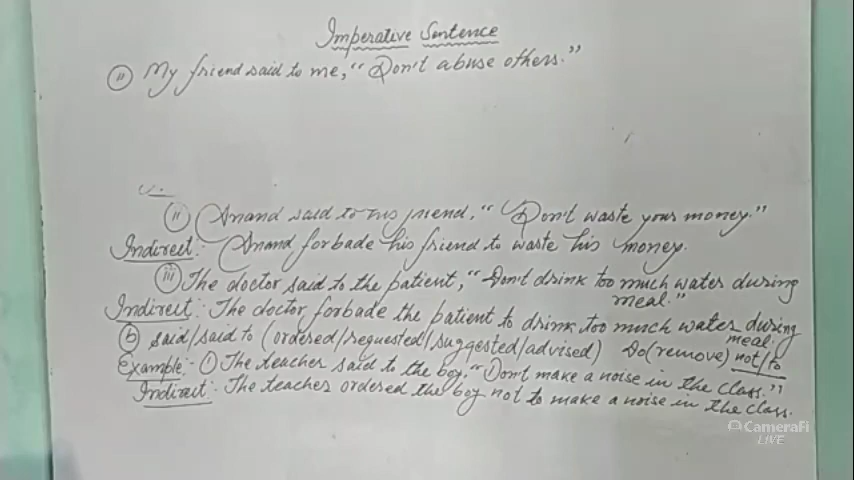 Imperative Sentence
(ii) My friend said to me, "Don't abuse others."
(ii) Anand said to his friend, "Don't waste your money."
Indirect:- Anand forbade his friend to waste his money.
(iii) The doctor said to the patient, "Don't drink too much water during
meal."
Indirect:- The doctor forbade the patient to drink too much water during
meal.
(b) said/said to (ordered/requested/suggested/advised) Do(remove) not/to
Example:- (i) The teacher said to the boy, "Don't make a noise in the class."
Indirect:- The teacher ordered the boy not to make a noise in the class.
CameraFi
LIVE